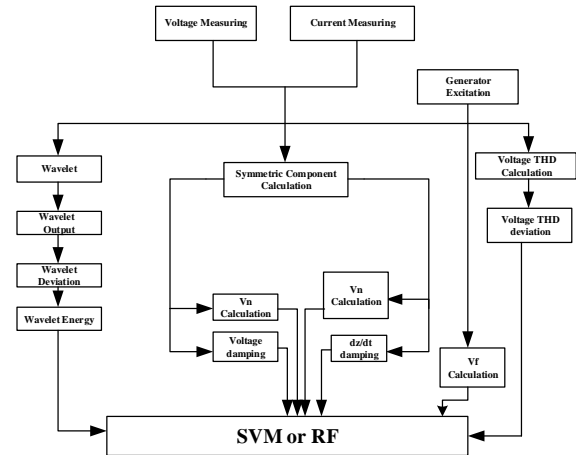 Voltage Measuring
Current Measuring
Generator
Excitation
Wavelet
Symmetric Component
Calculation
Voltage THD
Calculation
Wavelet
Output
Voltage THD
deviation
Wavelet
Deviation
Vn
Calculation
Vn
Calculation
Wavelet Energy
Voltage
damping
dz/dt
damping
Vf
Calculation
SVM or RF